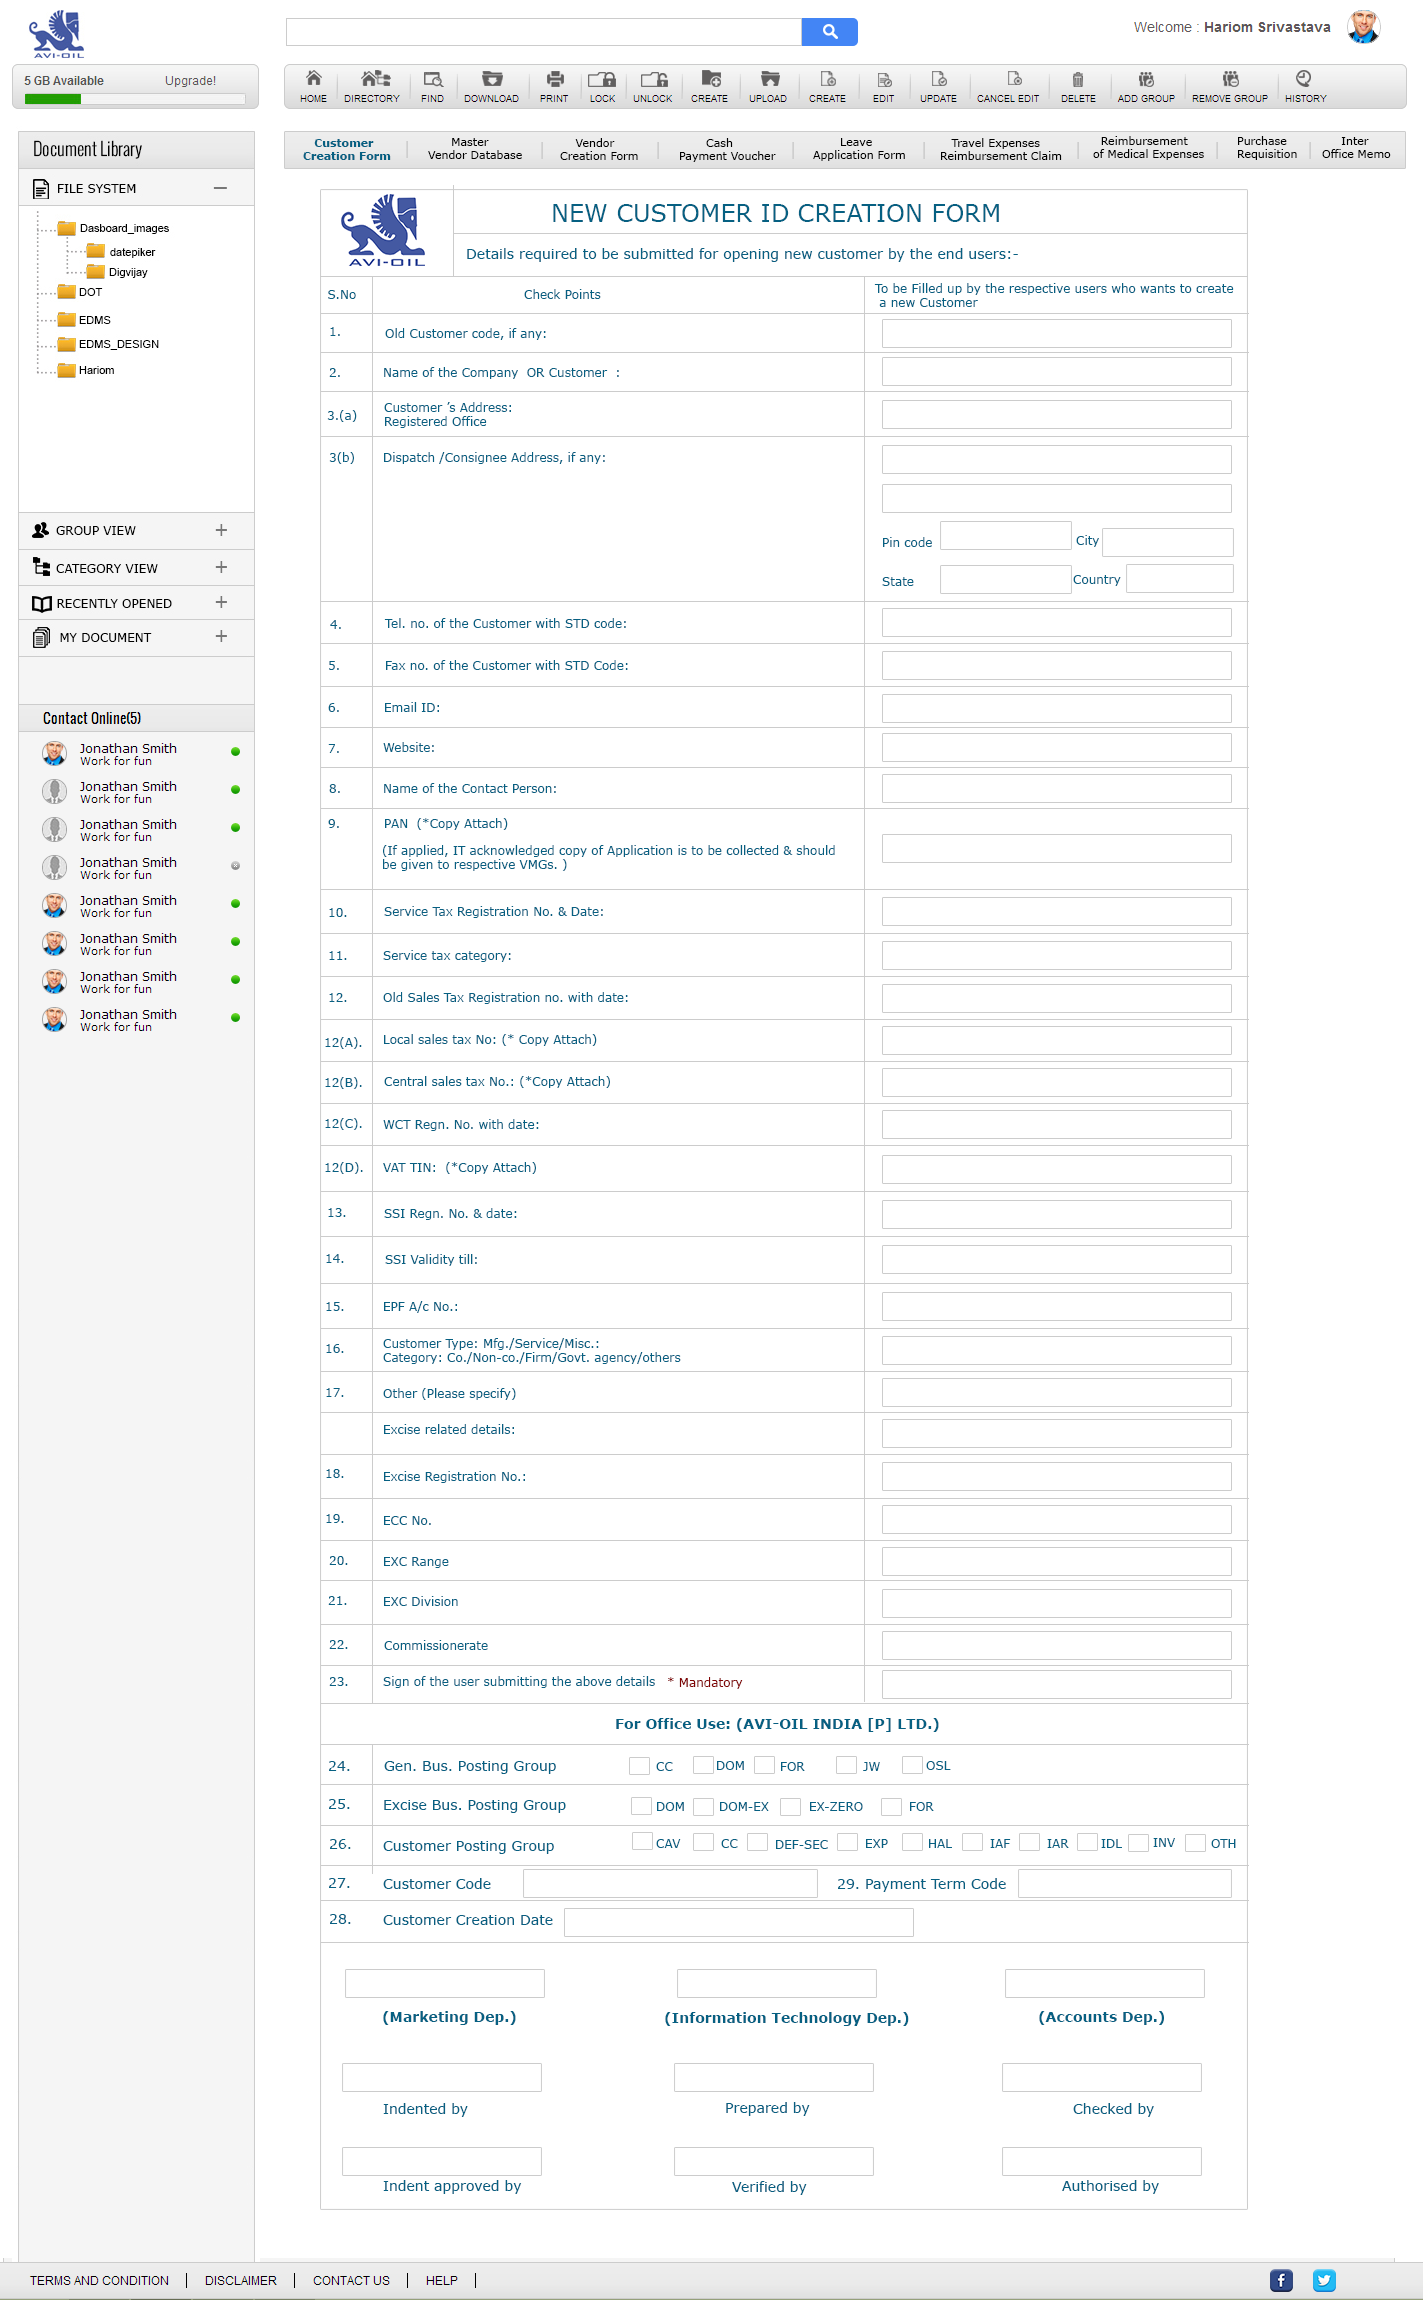 AVI-OIL
Welcome : Hariom Srivastava
5 GB Available
Upgrade!
HOME
DIRECTORY
FIND
DOWNLOAD
PRINT
LOCK
UNLOCK
CREATE
UPLOAD
CREATE
EDIT
UPDATE
CANCEL EDIT
DELETE
ADD GROUP
REMOVE GROUP
HISTORY
Customer
Creation Form
Master
Vendor Database
Vendor
Creation Form
Cash
Payment Voucher
Leave
Application Form
Travel Expenses
Reimbursement Claim
Reimbursement
of Medical Expenses
Purchase
Requisition
Inter
Office Memo
Document Library
FILE SYSTEM
Dasboard_images
datepiker
Digvijay
DOT
EDMS
EDMS_DESIGN
Hariom
GROUP VIEW
CATEGORY VIEW
RECENTLY OPENED
MY DOCUMENT
Contact Online(5)
Jonathan Smith
Work for fun
Jonathan Smith
Work for fun
Jonathan Smith
Work for fun
Jonathan Smith
Work for fun
Jonathan Smith
Work for fun
Jonathan Smith
Work for fun
Jonathan Smith
Work for fun
Jonathan Smith
Work for fun
AVI-OIL
NEW CUSTOMER ID CREATION FORM
Details required to be submitted for opening new customer by the end users:-
S.No
Check Points
To be Filled up by the respective users who wants to create
a new Customer
1. Old Customer code, if any:
2. Name of the Company OR Customer :
3.(a) Customer 's Address:
Registered Office
3(b) Dispatch /Consignee Address, if any:
Pin code
City
State
Country
4. Tel. no. of the Customer with STD code:
5. Fax no. of the Customer with STD Code:
6. Email ID:
7. Website:
8. Name of the Contact Person:
9. PAN (*Copy Attach)
(If applied, IT acknowledged copy of Application is to be collected & should
be given to respective VMGs. )
10. Service Tax Registration No. & Date:
11. Service tax category:
12. Old Sales Tax Registration no. with date:
12(A). Local sales tax No: (* Copy Attach)
12(B). Central sales tax No.: (*Copy Attach)
12(C). WCT Regn. No. with date:
12(D). VAT TIN: (*Copy Attach)
13. SSI Regn. No. & date:
14. SSI Validity till:
15. EPF A/c No.:
16. Customer Type: Mfg./Service/Misc.:
Category: Co./Non-co./Firm/Govt. agency/others
17. Other (Please specify)
Excise related details:
18. Excise Registration No.:
19. ECC No.
20. EXC Range
21. EXC Division
22. Commissionerate
23. Sign of the user submitting the above details * Mandatory
For Office Use: (AVI-OIL INDIA [P] LTD.)
24. Gen. Bus. Posting Group CC DOM FOR JW OSL
25. Excise Bus. Posting Group DOM DOM-EX EX-ZERO FOR
26. Customer Posting Group CAV CC DEF-SEC EXP HAL IAF IAR IDL INV OTH
27. Customer Code 29. Payment Term Code
28. Customer Creation Date
(Marketing Dep.)
(Information Technology Dep.)
(Accounts Dep.)
Indented by
Prepared by
Checked by
Indent approved by
Verified by
Authorised by
TERMS AND CONDITION
DISCLAIMER
CONTACT US
HELP